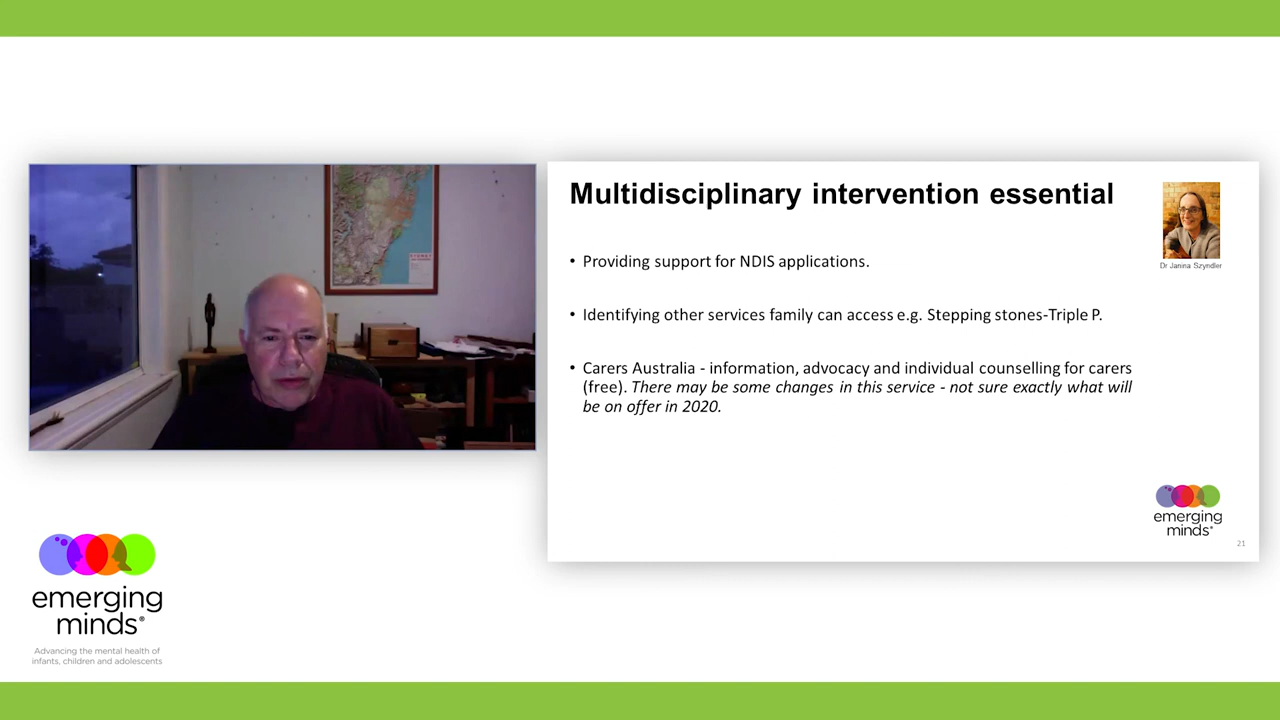 Multidisciplinary intervention essential
Dr Janina Szyndler
• Providing support for NDIS applications.
• Identifying other services family can access e.g. Stepping stones-Triple P.
• Carers Australia - information, advocacy and individual counselling for carers
(free). There may be some changes in this service - not sure exactly what will
be on offer in 2020.
emerging
minds®
21
emerging
minds®
Advancing the mental health of
infants, children and adolescents